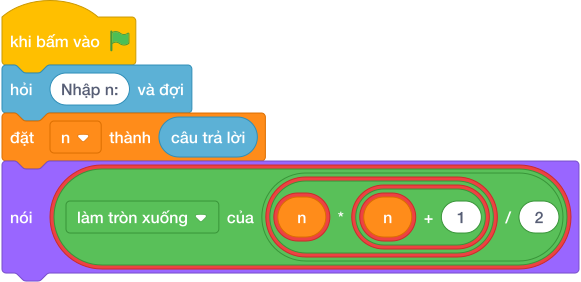 khi bấm vào
hỏi Nhập n: và đợi
đặt n thành câu trả lời
nói làm tròn xuống của n * n + 1 / 2